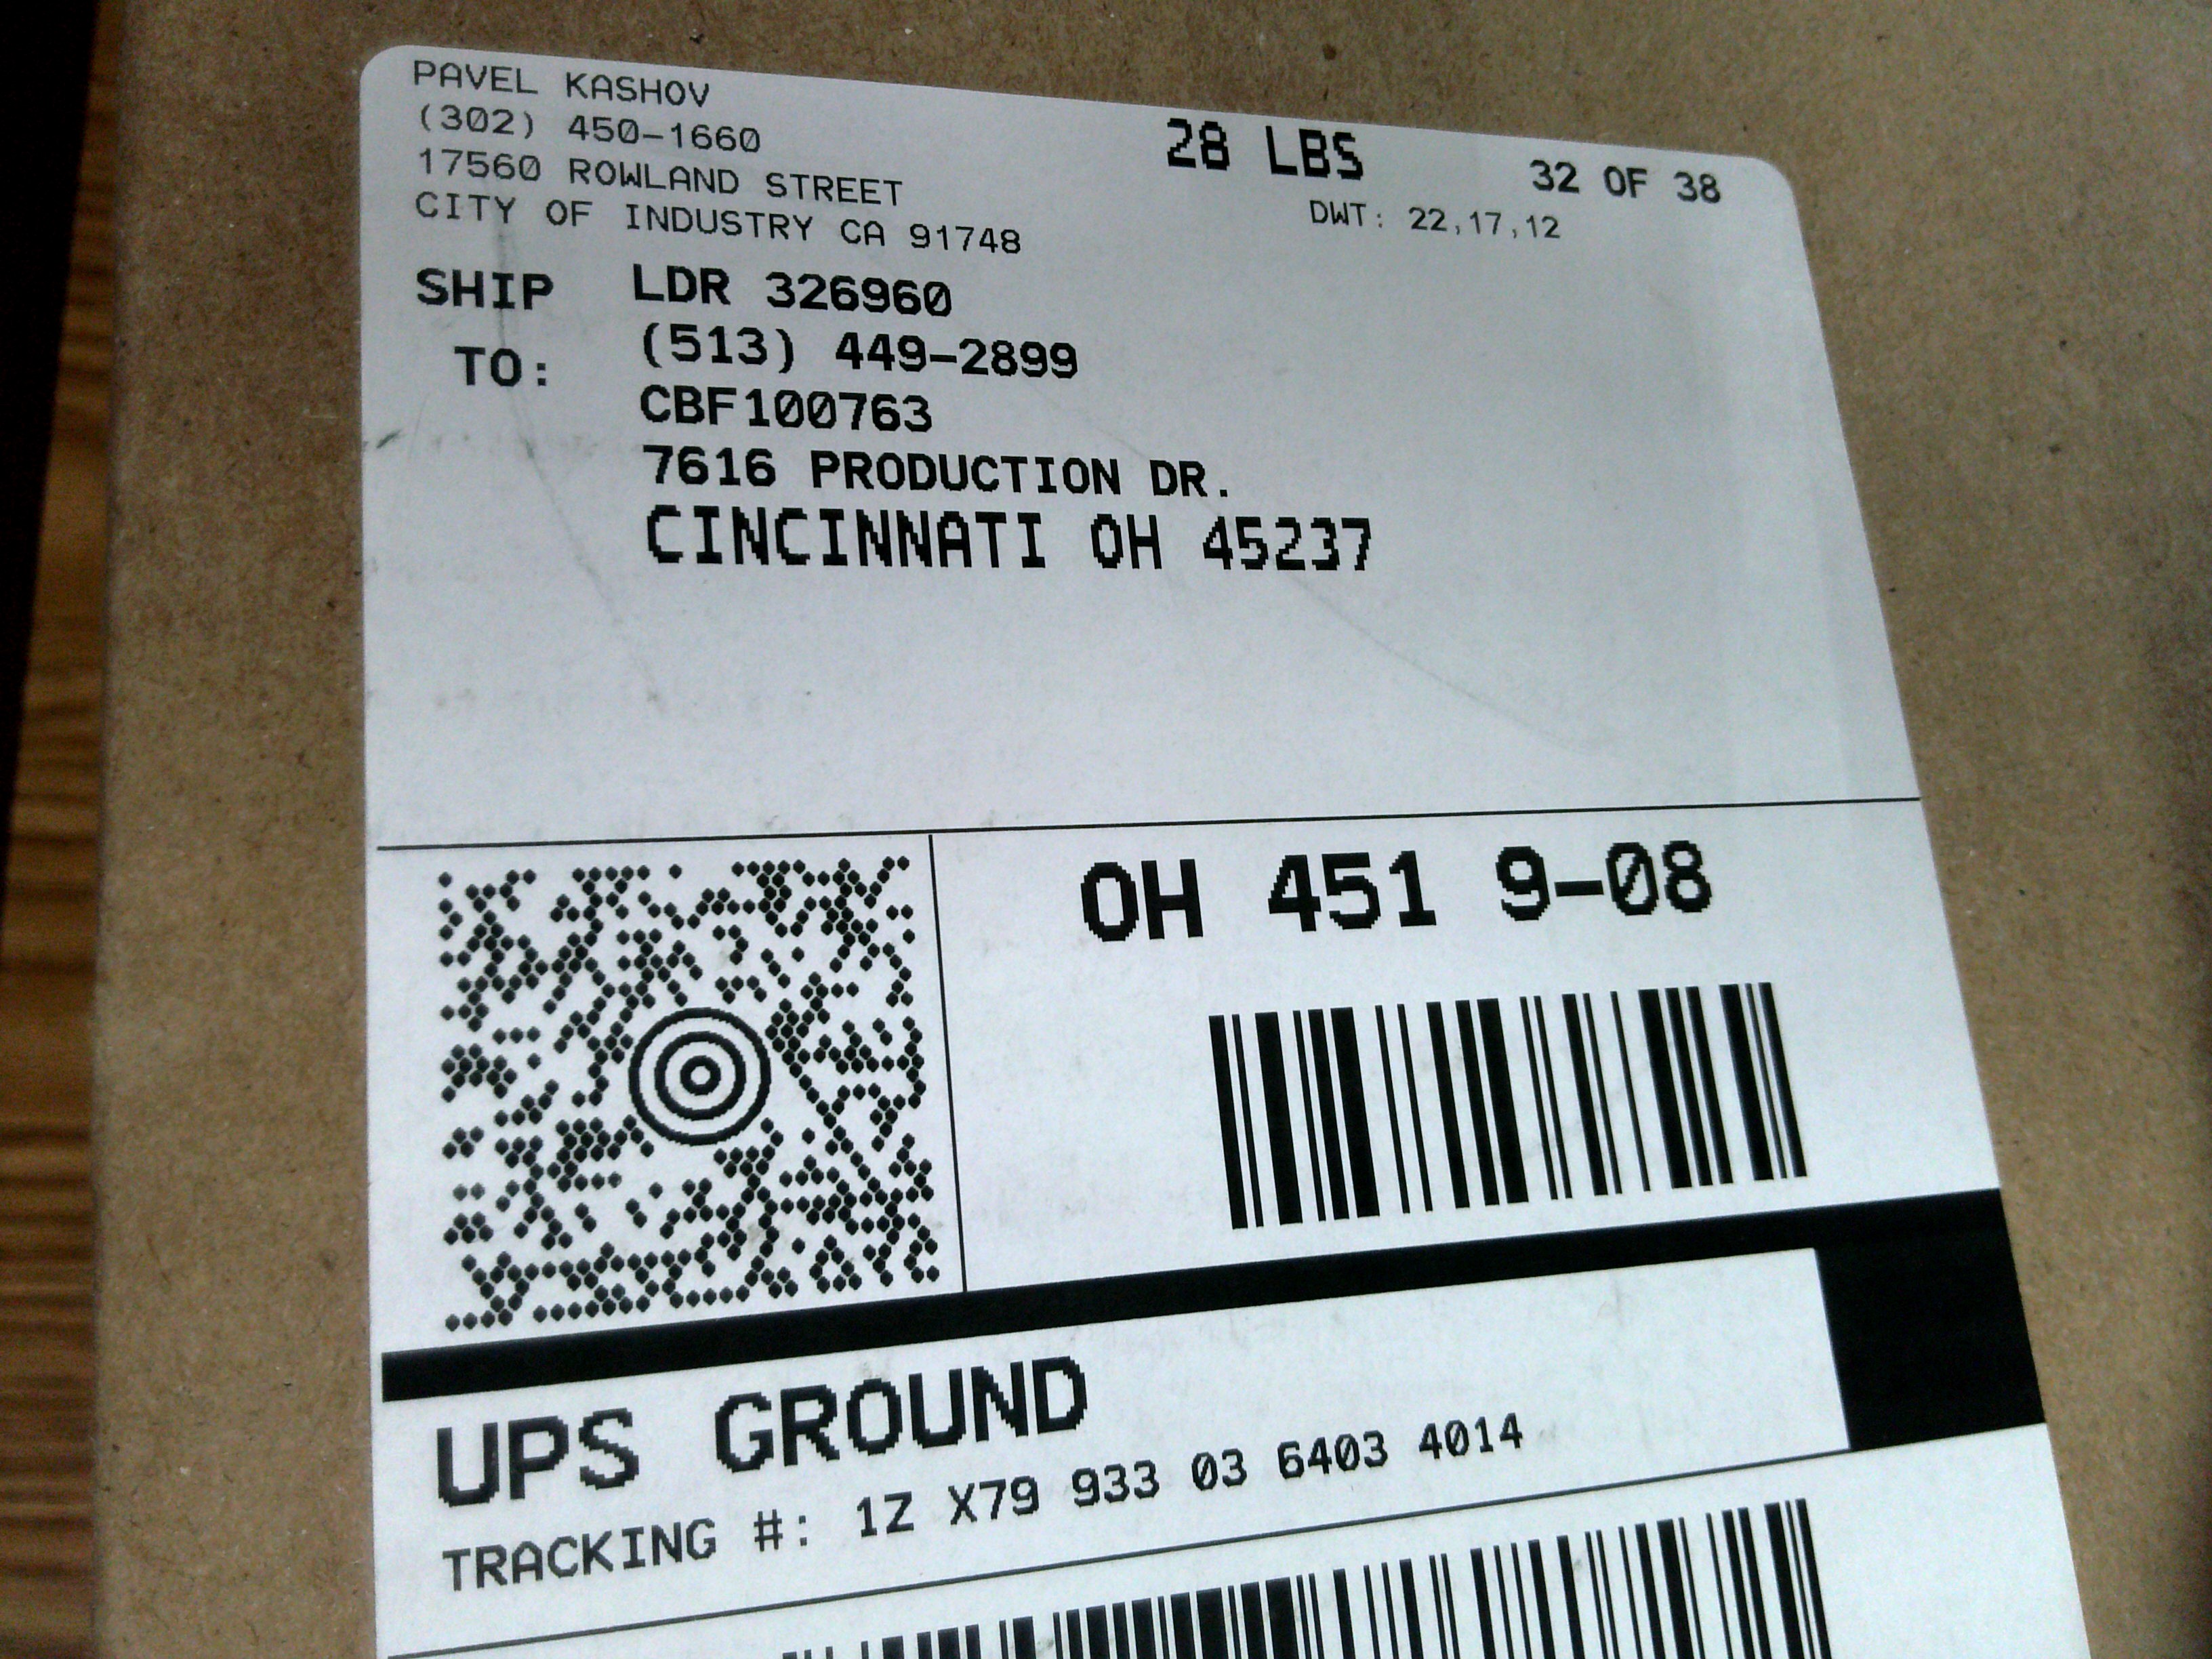 PAVEL KASHOV
(302) 450-1660
17560 ROWLAND STREET
CITY OF INDUSTRY CA 91748
28 LBS
32 OF 38
DWT: 22,17,12
SHIP TO:
LDR 326960
(513) 449-2899
CBF100763
7616 PRODUCTION DR.
CINCINNATI OH 45237
OH 451 9-08
UPS GROUND
TRACKING #: 1Z X79 933 03 6403 4014